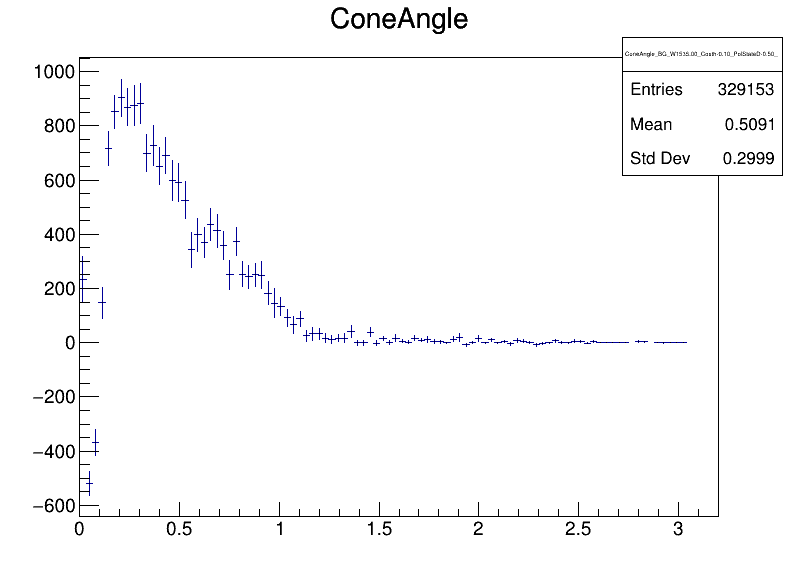 ConeAngle
ConeAngle_BG_W1535.00_Costh-0.10_PolStateD-0.50_
Entries 329153
Mean 0.5091
Std Dev 0.2999
1000
800
600
400
200
0
−200
−400
−600
0 0.5 1 1.5 2 2.5 3